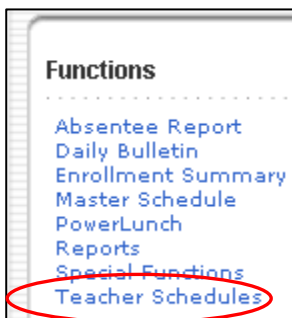 Functions
Absentee Report
Daily Bulletin
Enrollment Summary
Master Schedule
PowerLunch
Reports
Special Functions
Teacher Schedules